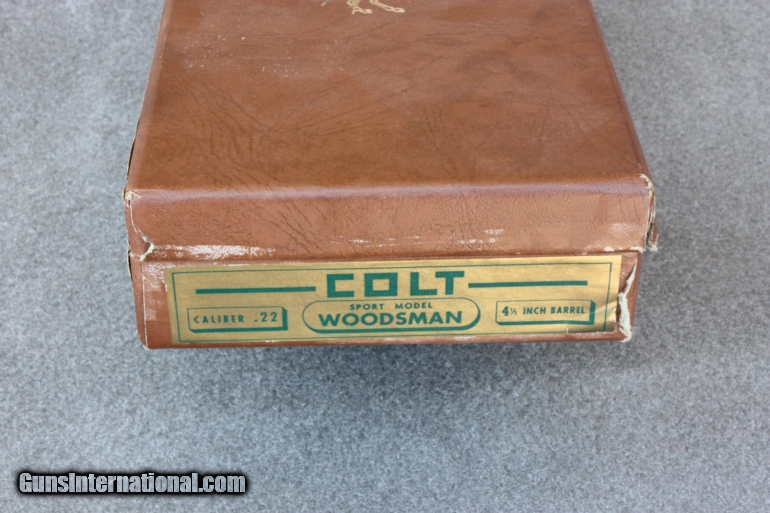 COLT
CALIBER .22
SPORT MODEL
WOODSMAN
4½ INCH BARREL
GunsInternational.com